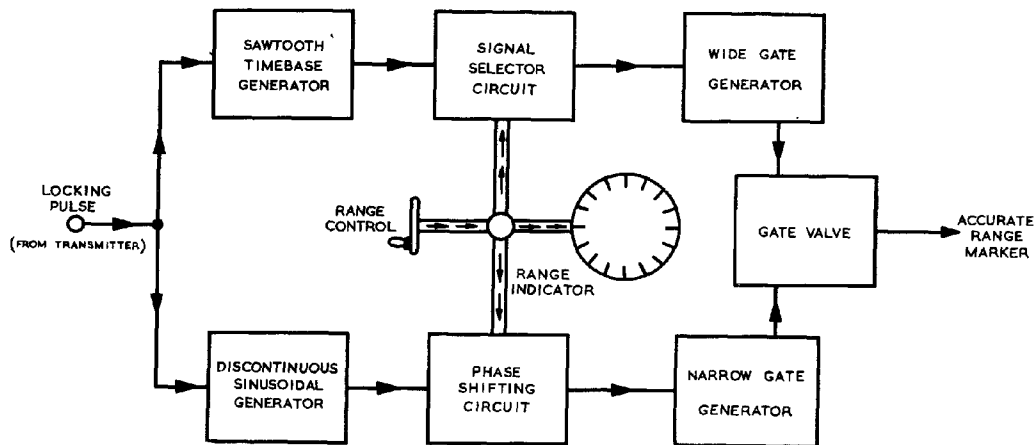 SAWTOOTH
TIMEBASE
GENERATOR
SIGNAL
SELECTOR
CIRCUIT
WIDE GATE
GENERATOR
LOCKING
PULSE
(FROM TRANSMITTER)
RANGE
CONTROL
RANGE
INDICATOR
GATE VALVE
ACCURATE
RANGE
MARKER
DISCONTINUOUS
SINUSOIDAL
GENERATOR
PHASE
SHIFTING
CIRCUIT
NARROW GATE
GENERATOR